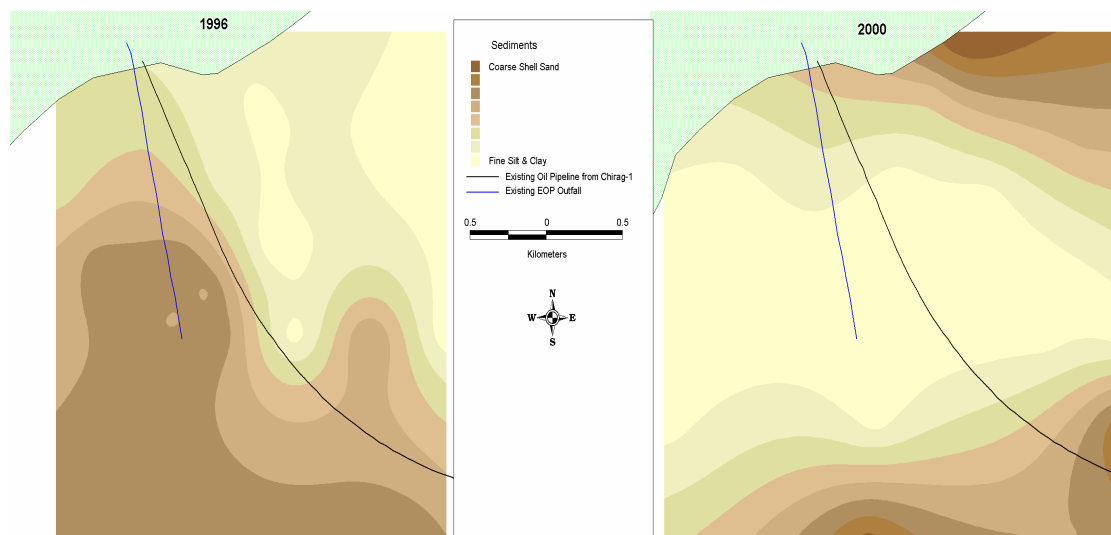 1996
2000
Sediments
Coarse Shell Sand
Fine Silt & Clay
Existing Oil Pipeline from Chirag-1
Existing EOP Outfall
0.5 0 0.5
Kilometers
N
W E
S